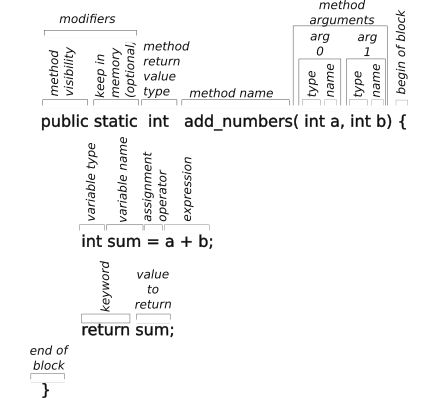 modifiers
method
visibility
keep in
memory
(optional)
method
return
value
type
method name
method
arguments
arg
0
type
name
arg
1
type
name
begin of block
public static int add_numbers( int a, int b) {
variable type
variable name
assignment
operator
expression
int sum = a + b;
keyword
value
to
return
return sum;
end of
block
}